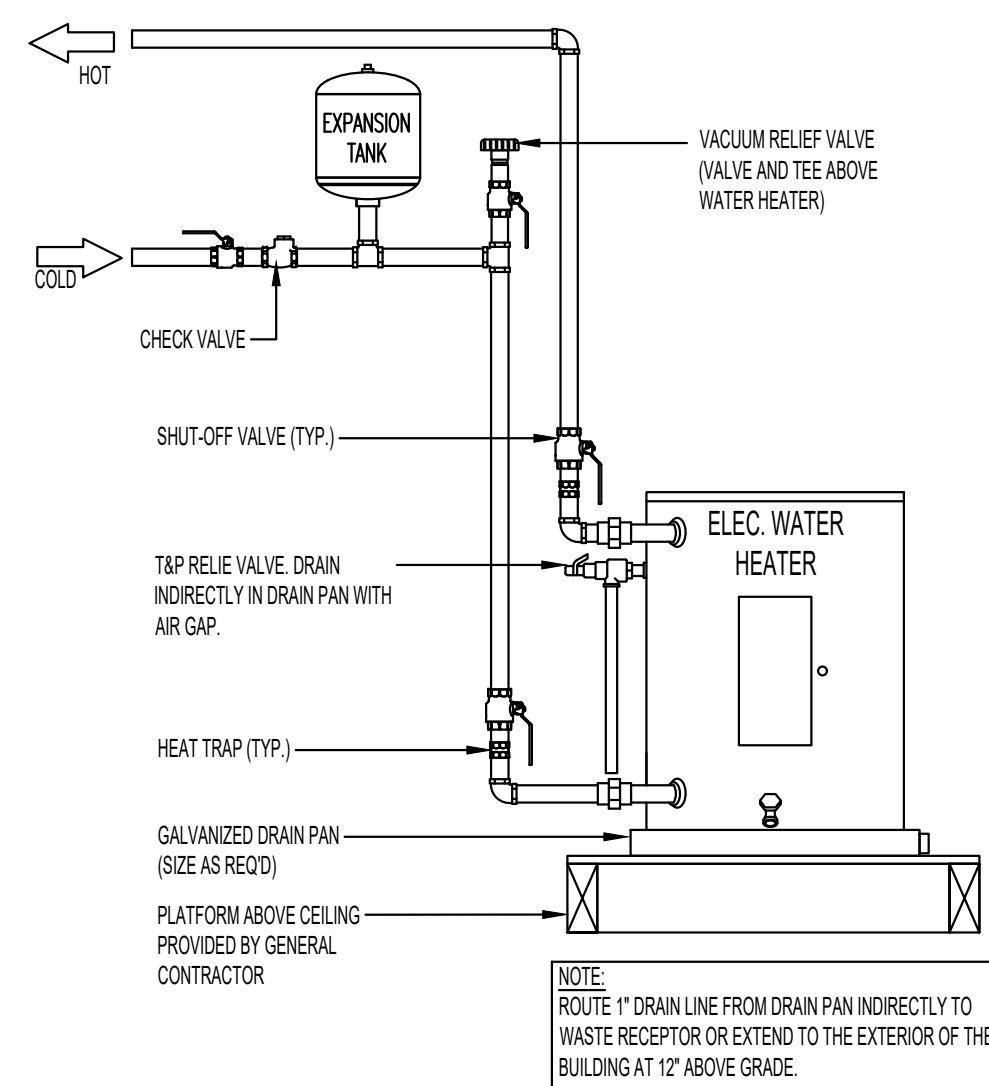 HOT
EXPANSION
TANK
VACUUM RELIEF VALVE
(VALVE AND TEE ABOVE
WATER HEATER)
COLD
CHECK VALVE
SHUT-OFF VALVE (TYP.)
ELEC. WATER
HEATER
T&P RELIE VALVE. DRAIN
INDIRECTLY IN DRAIN PAN WITH
AIR GAP.
HEAT TRAP (TYP.)
GALVANIZED DRAIN PAN
(SIZE AS REQ'D)
PLATFORM ABOVE CEILING
PROVIDED BY GENERAL
CONTRACTOR
NOTE:
ROUTE 1" DRAIN LINE FROM DRAIN PAN INDIRECTLY TO
WASTE RECEPTOR OR EXTEND TO THE EXTERIOR OF THE
BUILDING AT 12" ABOVE GRADE.